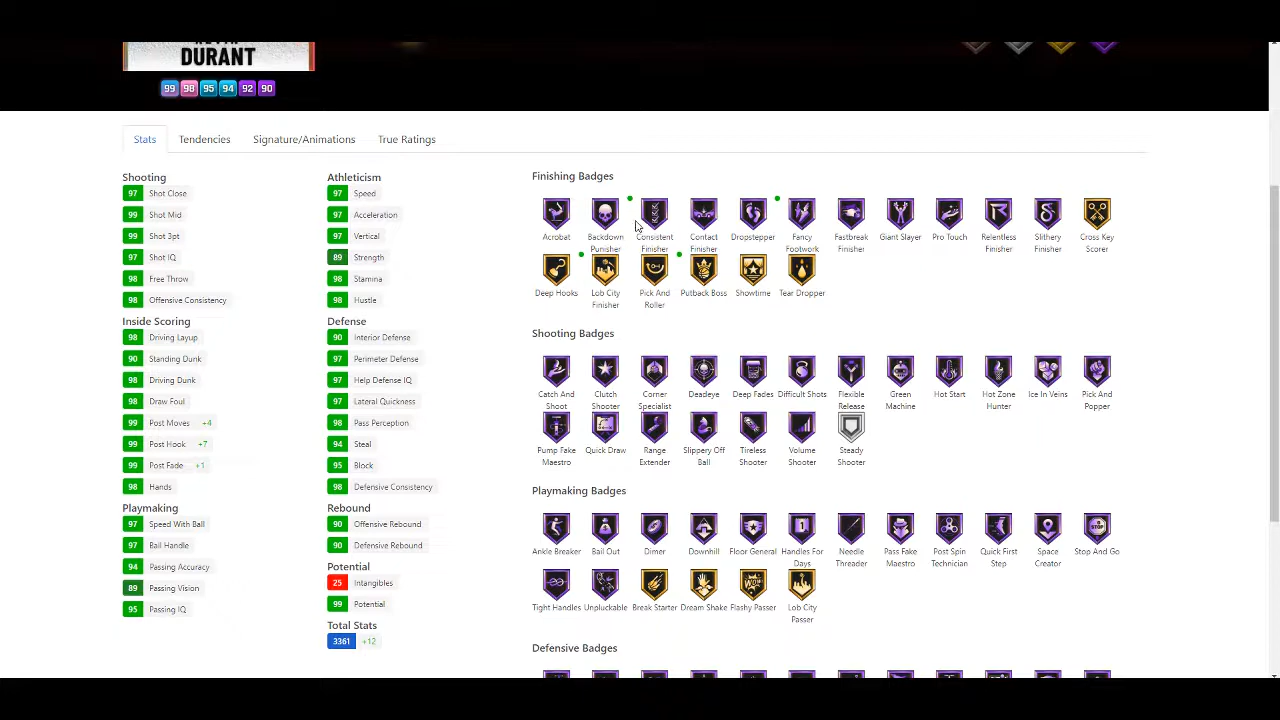 DURANT
99 98 95 94 92 90
Stats Tendencies Signature/Animations True Ratings
Shooting
97 Shot Close
99 Shot Mid
99 Shot 3pt
97 Shot IQ
98 Free Throw
98 Offensive Consistency
Inside Scoring
98 Driving Layup
90 Standing Dunk
98 Driving Dunk
98 Draw Foul
99 Post Moves +4
99 Post Hook +7
99 Post Fade +1
98 Hands
Playmaking
97 Speed With Ball
97 Ball Handle
94 Passing Accuracy
89 Passing Vision
95 Passing IQ
Athleticism
97 Speed
97 Acceleration
97 Vertical
89 Strength
98 Stamina
98 Hustle
Defense
90 Interior Defense
97 Perimeter Defense
97 Help Defense IQ
97 Lateral Quickness
98 Pass Perception
94 Steal
95 Block
98 Defensive Consistency
Rebound
90 Offensive Rebound
90 Defensive Rebound
Potential
25 Intangibles
99 Potential
Total Stats
3361 +12
Finishing Badges
Acrobat Backdown Consistent Contact Dropstepper Fancy Fastbreak Giant Slayer Pro Touch Relentless Slithery Cross Key
Punisher Finisher Finisher Footwork Finisher Finisher Finisher Scorer
Deep Hooks Lob City Pick And Putback Boss Showtime Tear Dropper
Finisher Roller
Shooting Badges
Catch And Clutch Corner Deadeye Deep Fades Difficult Shots Flexible Green Hot Start Hot Zone Ice In Veins Pick And
Shoot Shooter Specialist Release Machine Hunter Popper
Pump Fake Quick Draw Range Slippery Off Tireless Volume Steady
Maestro Extender Ball Shooter Shooter Shooter
Playmaking Badges
Ankle Breaker Bail Out Dimer Downhill Floor General Handles For Needle Pass Fake Post Spin Quick First Space Stop And Go
Days Threader Maestro Technician Step Creator
Tight Handles Unpluckable Break Starter Dream Shake Flashy Passer Lob City
Passer
Defensive Badges